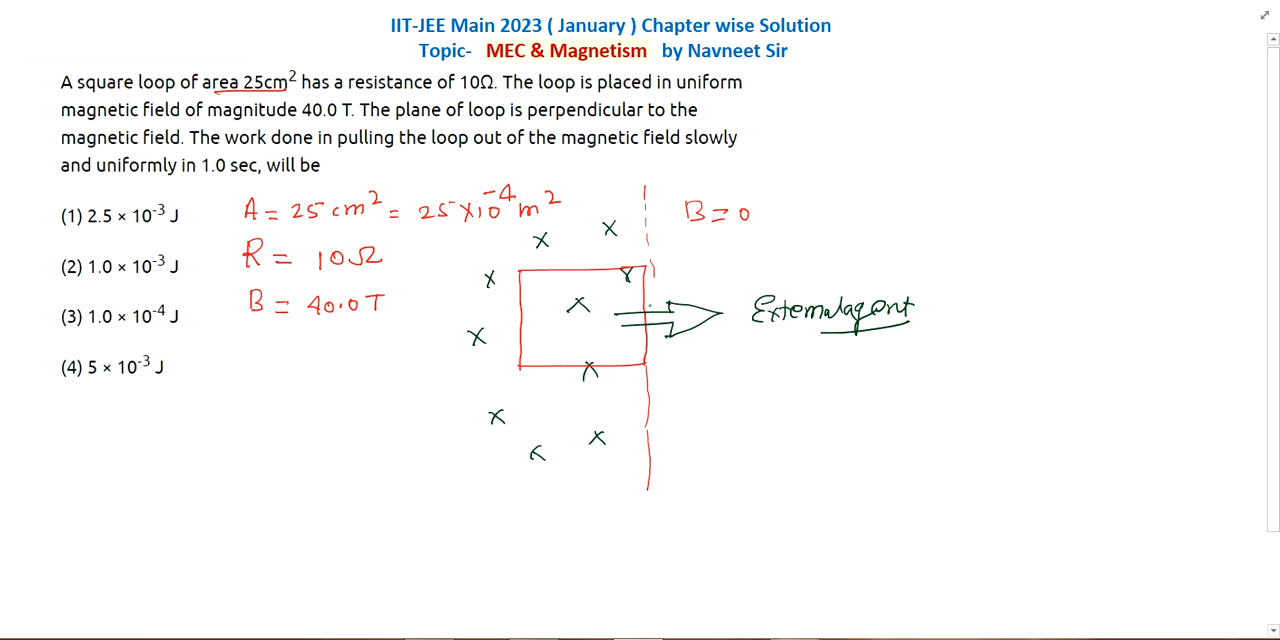 IIT-JEE Main 2023 ( January ) Chapter wise Solution
Topic- MEC & Magnetism by Navneet Sir
A square loop of area 25cm² has a resistance of 10Ω. The loop is placed in uniform
magnetic field of magnitude 40.0 T. The plane of loop is perpendicular to the
magnetic field. The work done in pulling the loop out of the magnetic field slowly
and uniformly in 1.0 sec, will be
(1) 2.5 × 10⁻³ J
(2) 1.0 × 10⁻³ J
(3) 1.0 × 10⁻⁴ J
(4) 5 × 10⁻³ J
A = 25 cm² = 25 × 10⁻⁴ m²
R = 10Ω
B = 40.0 T
B = 0
External agent